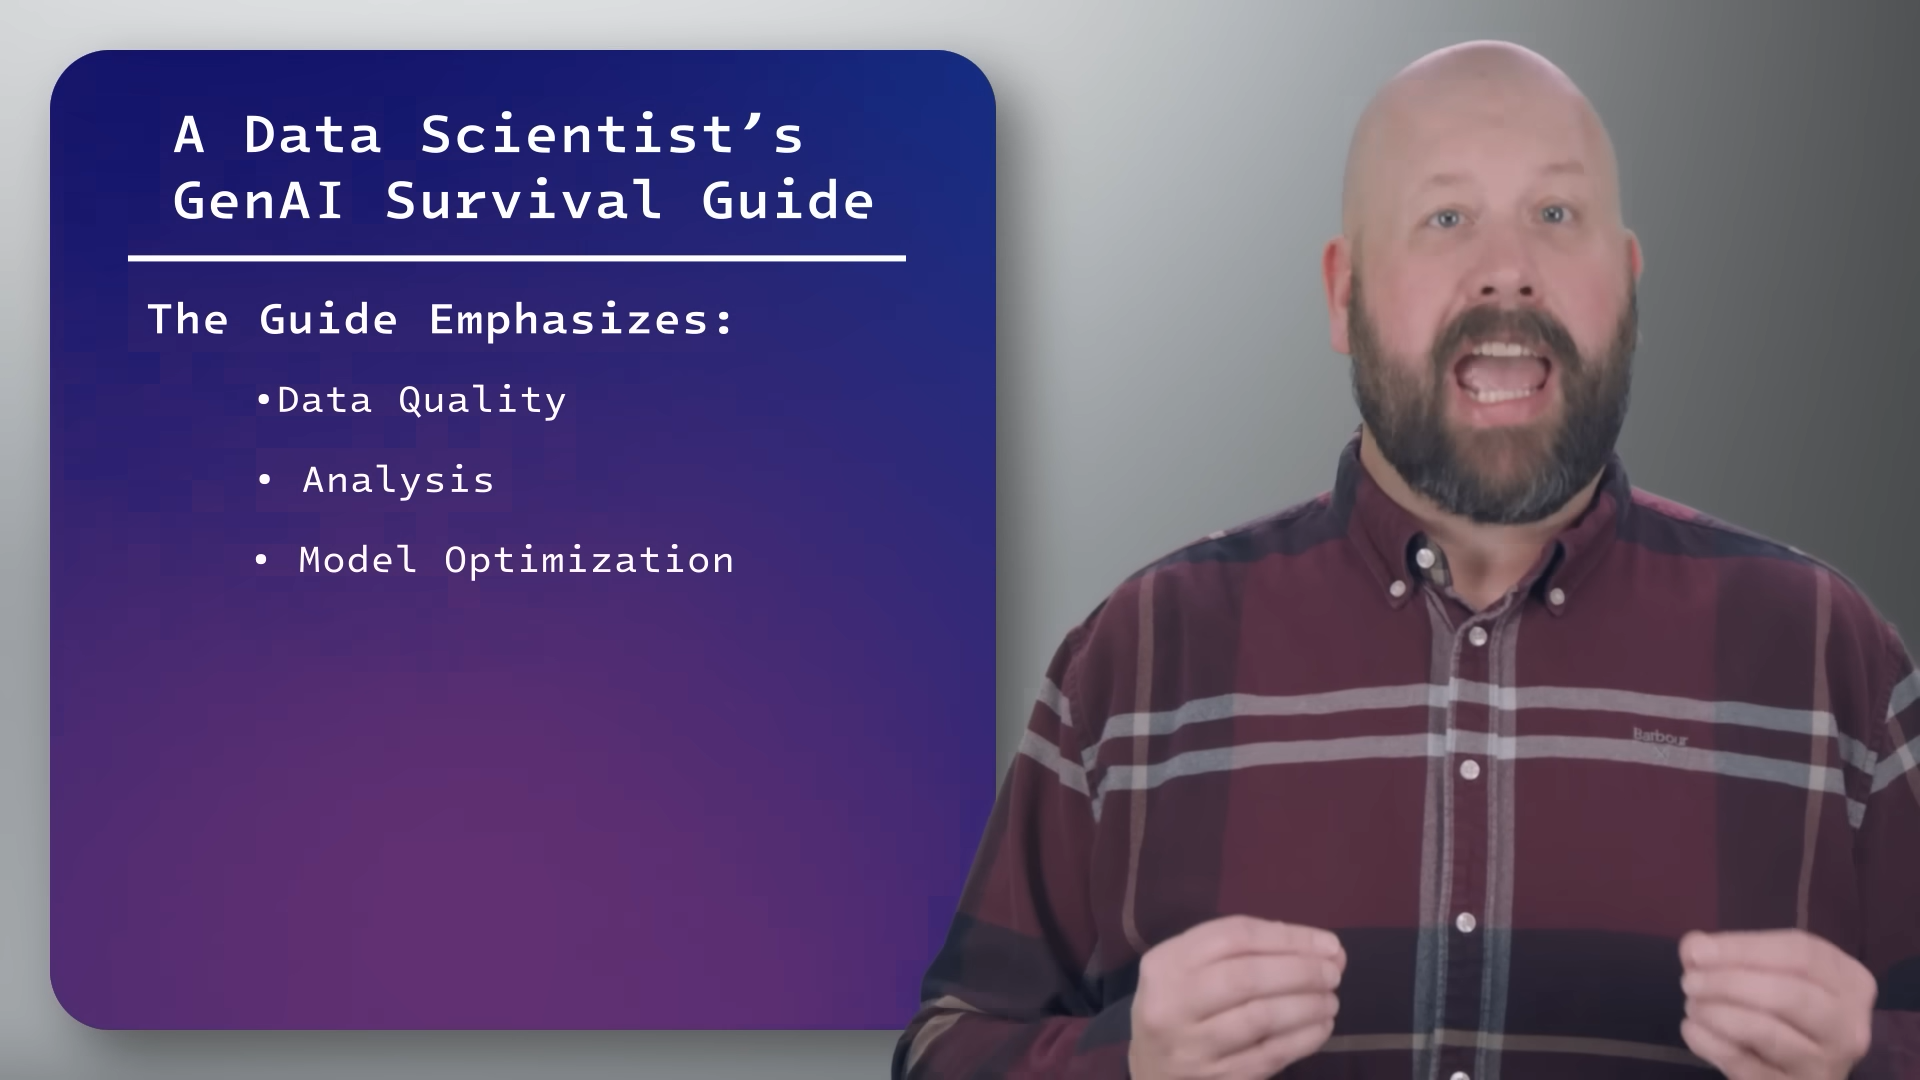 A Data Scientist’s
GenAI Survival Guide
The Guide Emphasizes:
•Data Quality
• Analysis
• Model Optimization
Barbour